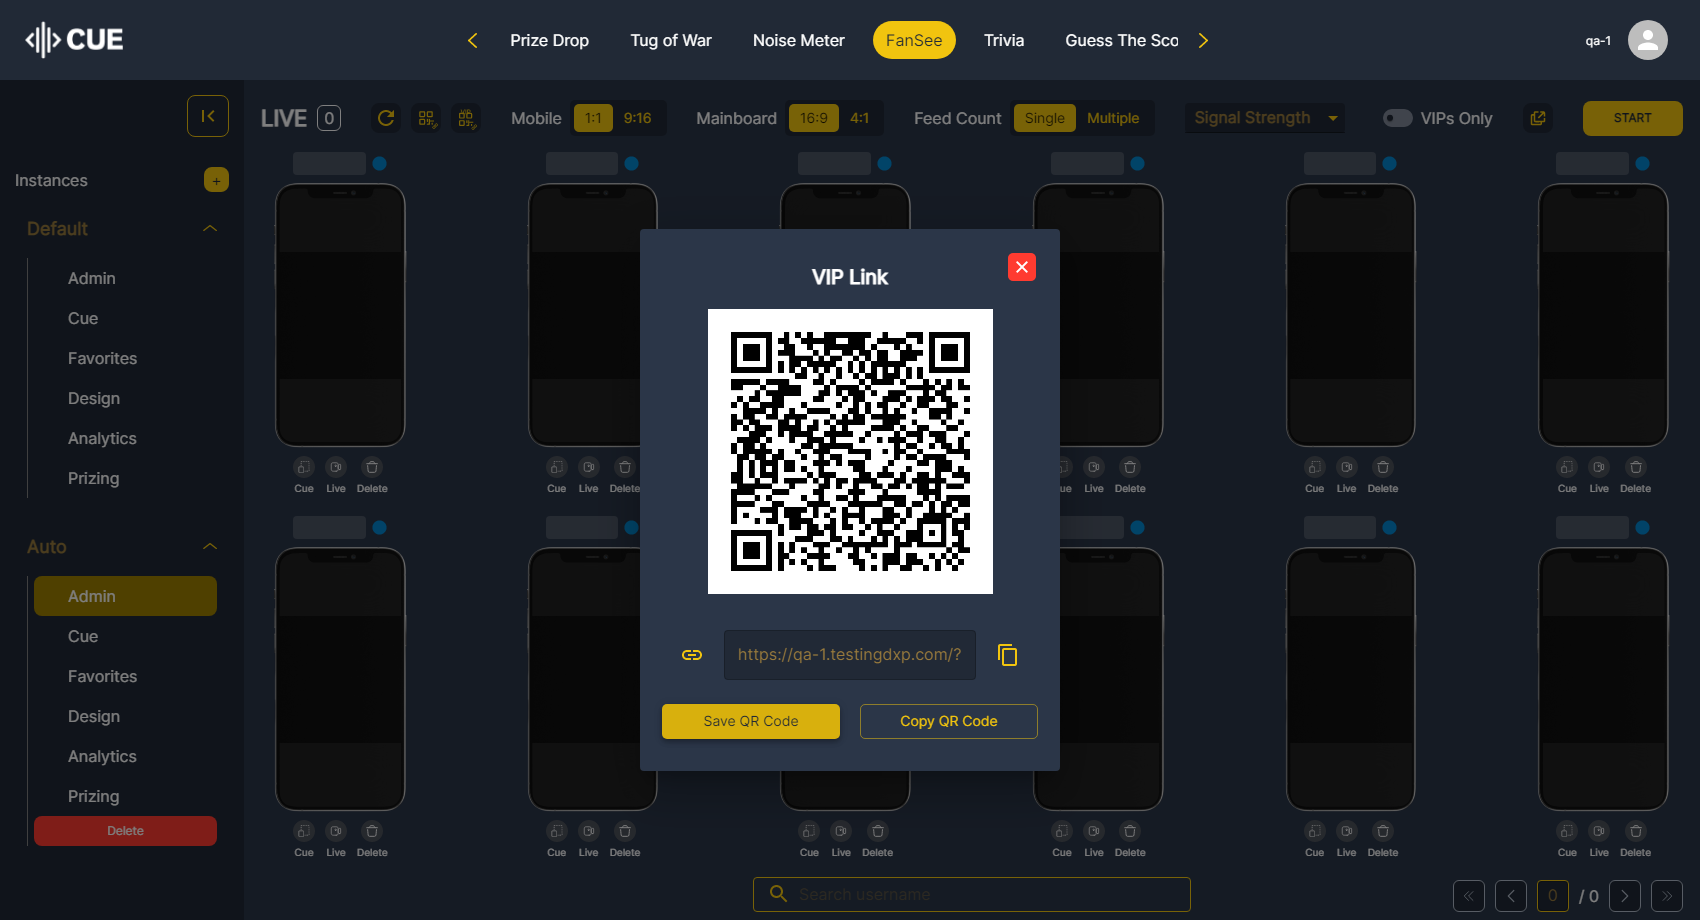 CUE
Prize Drop
Tug of War
Noise Meter
FanSee
Trivia
Guess The Sco
qa-1
LIVE 0
Mobile 1:1 9:16
Mainboard 16:9 4:1
Feed Count Single Multiple
Signal Strength
VIPs Only
START
Instances +
Default
Admin
Cue
Favorites
Design
Analytics
Prizing
Auto
Admin
Cue
Favorites
Design
Analytics
Prizing
Delete
VIP Link
https://qa-1.testingdxp.com/?
Save QR Code
Copy QR Code
Cue Live Delete
Cue Live Delete
ue Live Delete
Cue Live Delete
Cue Live Delete
Cue Live Delete
Cue Live Delete
Cue Live Delete
Cue Live Delete
Cue Live Delete
Cue Live Delete
Search username
0 / 0